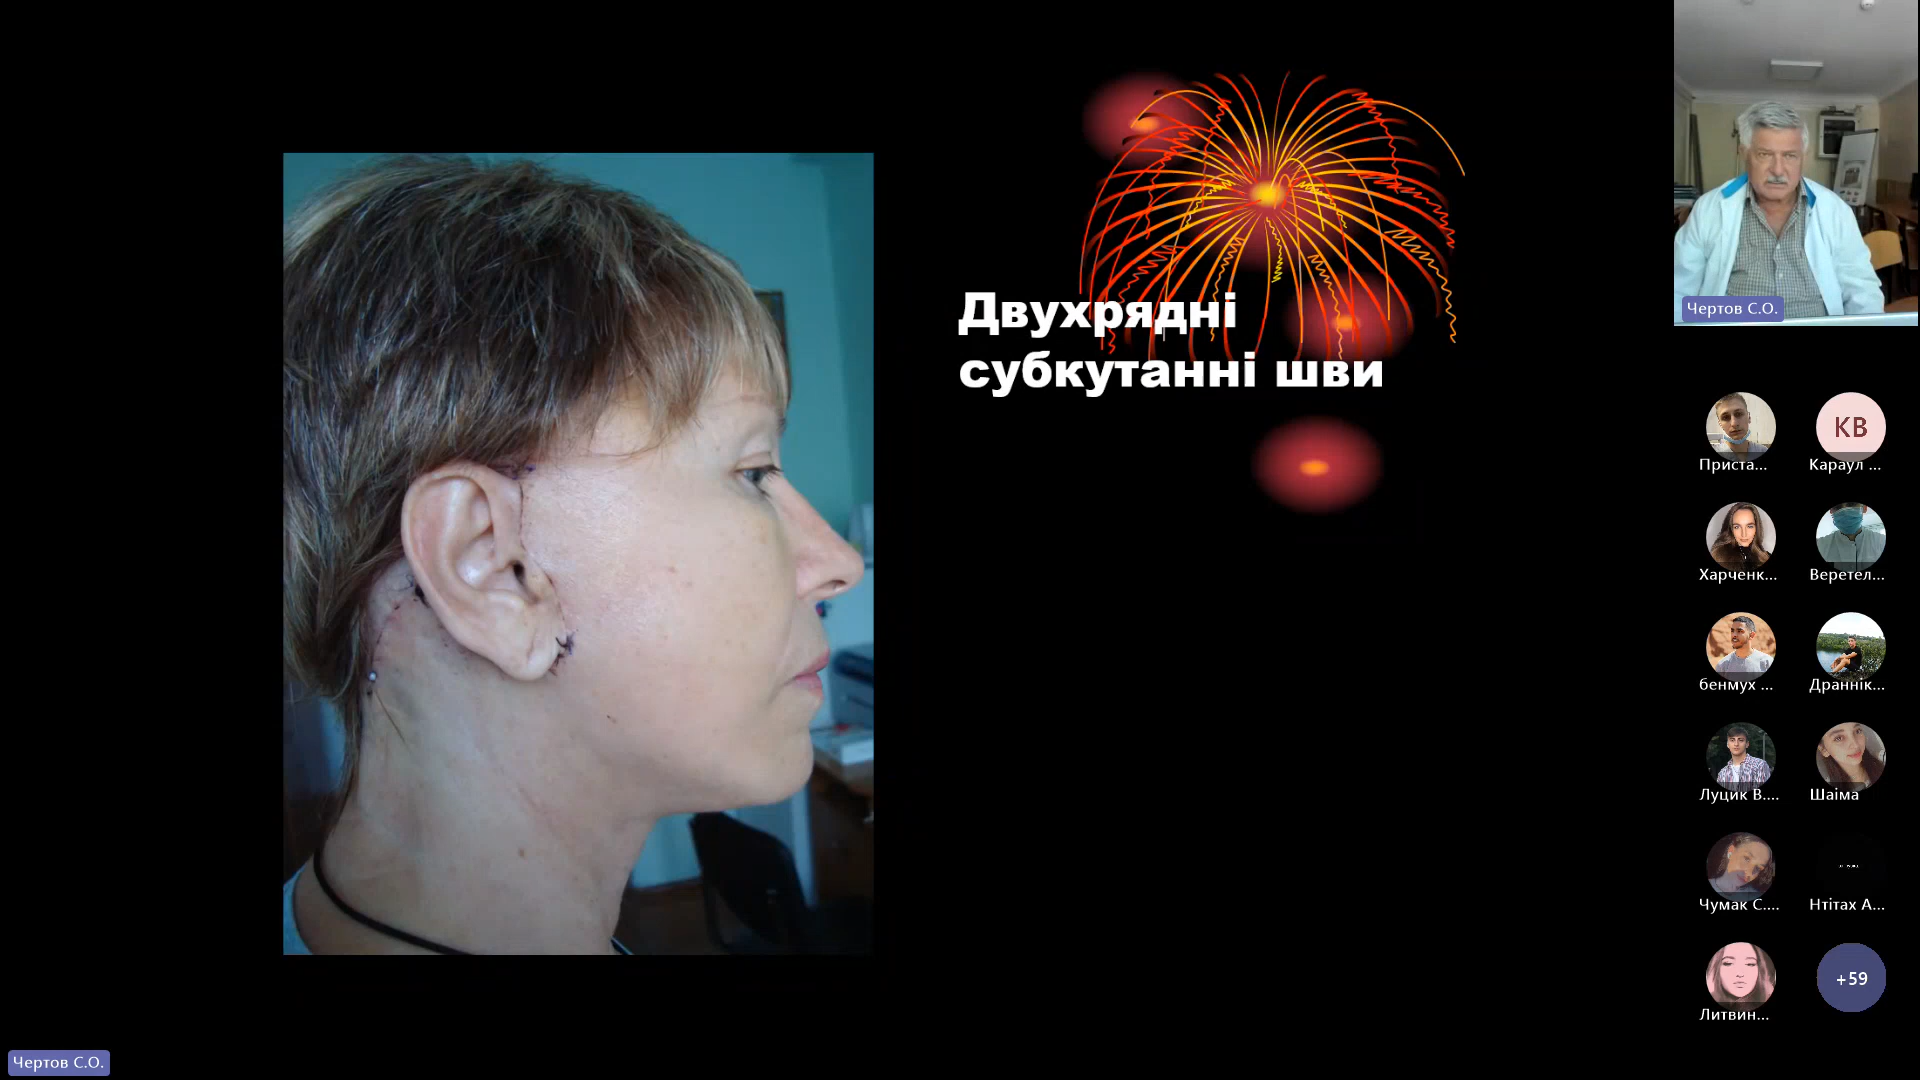 Двухрядні
субкутанні шви
Чертов С.О.
Приста...
КВ
Караул ...
Харченк...
Веретел...
бенмух ...
Драннік...
Луцик В....
Шаіма
Чумак С....
Нтітах А...
Литвин...
+59
Чертов С.О.